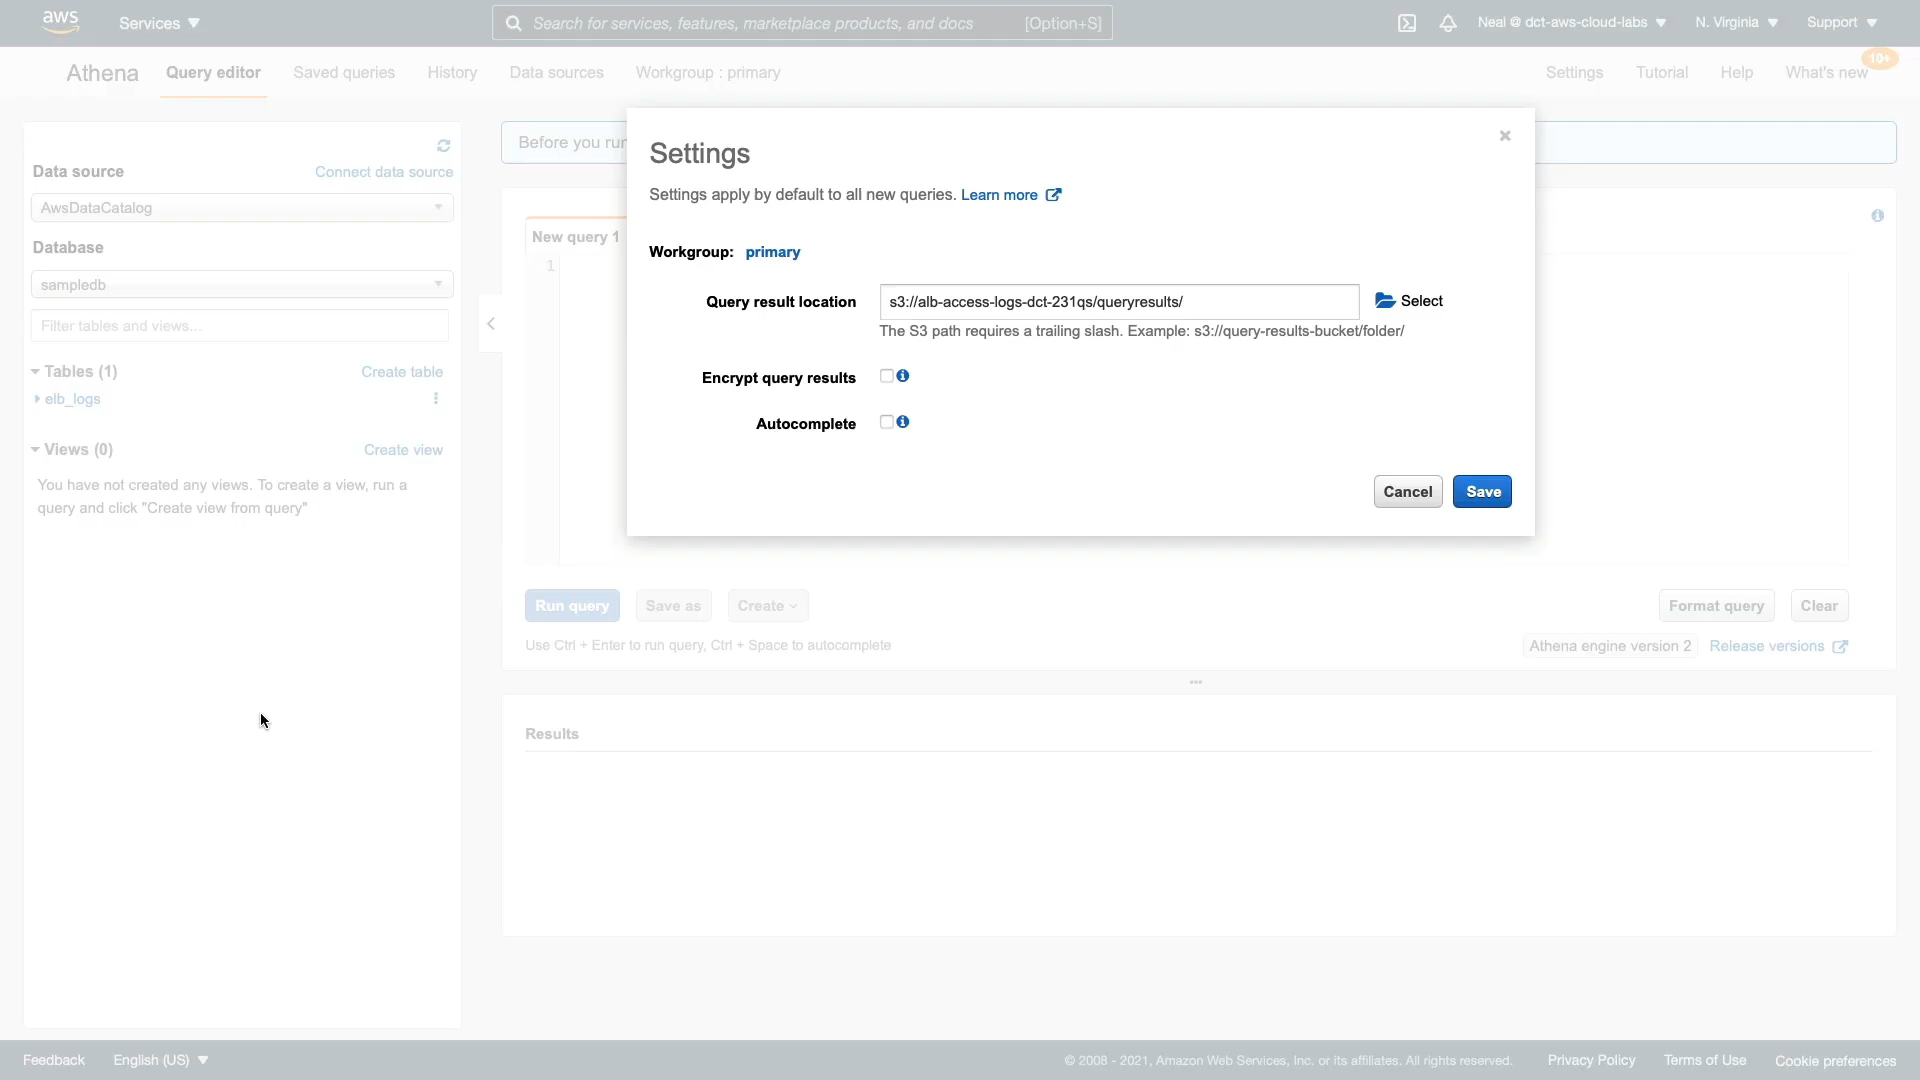 aws
Services
Search for services, features, marketplace products, and docs [Option+S]
Neal @ dct-aws-cloud-labs
N. Virginia
Support
Athena
Query editor
Saved queries
History
Data sources
Workgroup : primary
Settings
Tutorial
Help
What's new
10+
Data source
Connect data source
AwsDataCatalog
Database
sampledb
Filter tables and views...
Tables (1)
Create table
elb_logs
Views (0)
Create view
You have not created any views. To create a view, run a
query and click "Create view from query"
Before you run
New query 1
1
Settings
Settings apply by default to all new queries. Learn more
Workgroup: primary
Query result location
s3://alb-access-logs-dct-231qs/queryresults/
Select
The S3 path requires a trailing slash. Example: s3://query-results-bucket/folder/
Encrypt query results
Autocomplete
Cancel
Save
Run query
Save as
Create
Format query
Clear
Use Ctrl + Enter to run query, Ctrl + Space to autocomplete
Athena engine version 2
Release versions
Results
Feedback
English (US)
© 2008 - 2021, Amazon Web Services, Inc. or its affiliates. All rights reserved.
Privacy Policy
Terms of Use
Cookie preferences